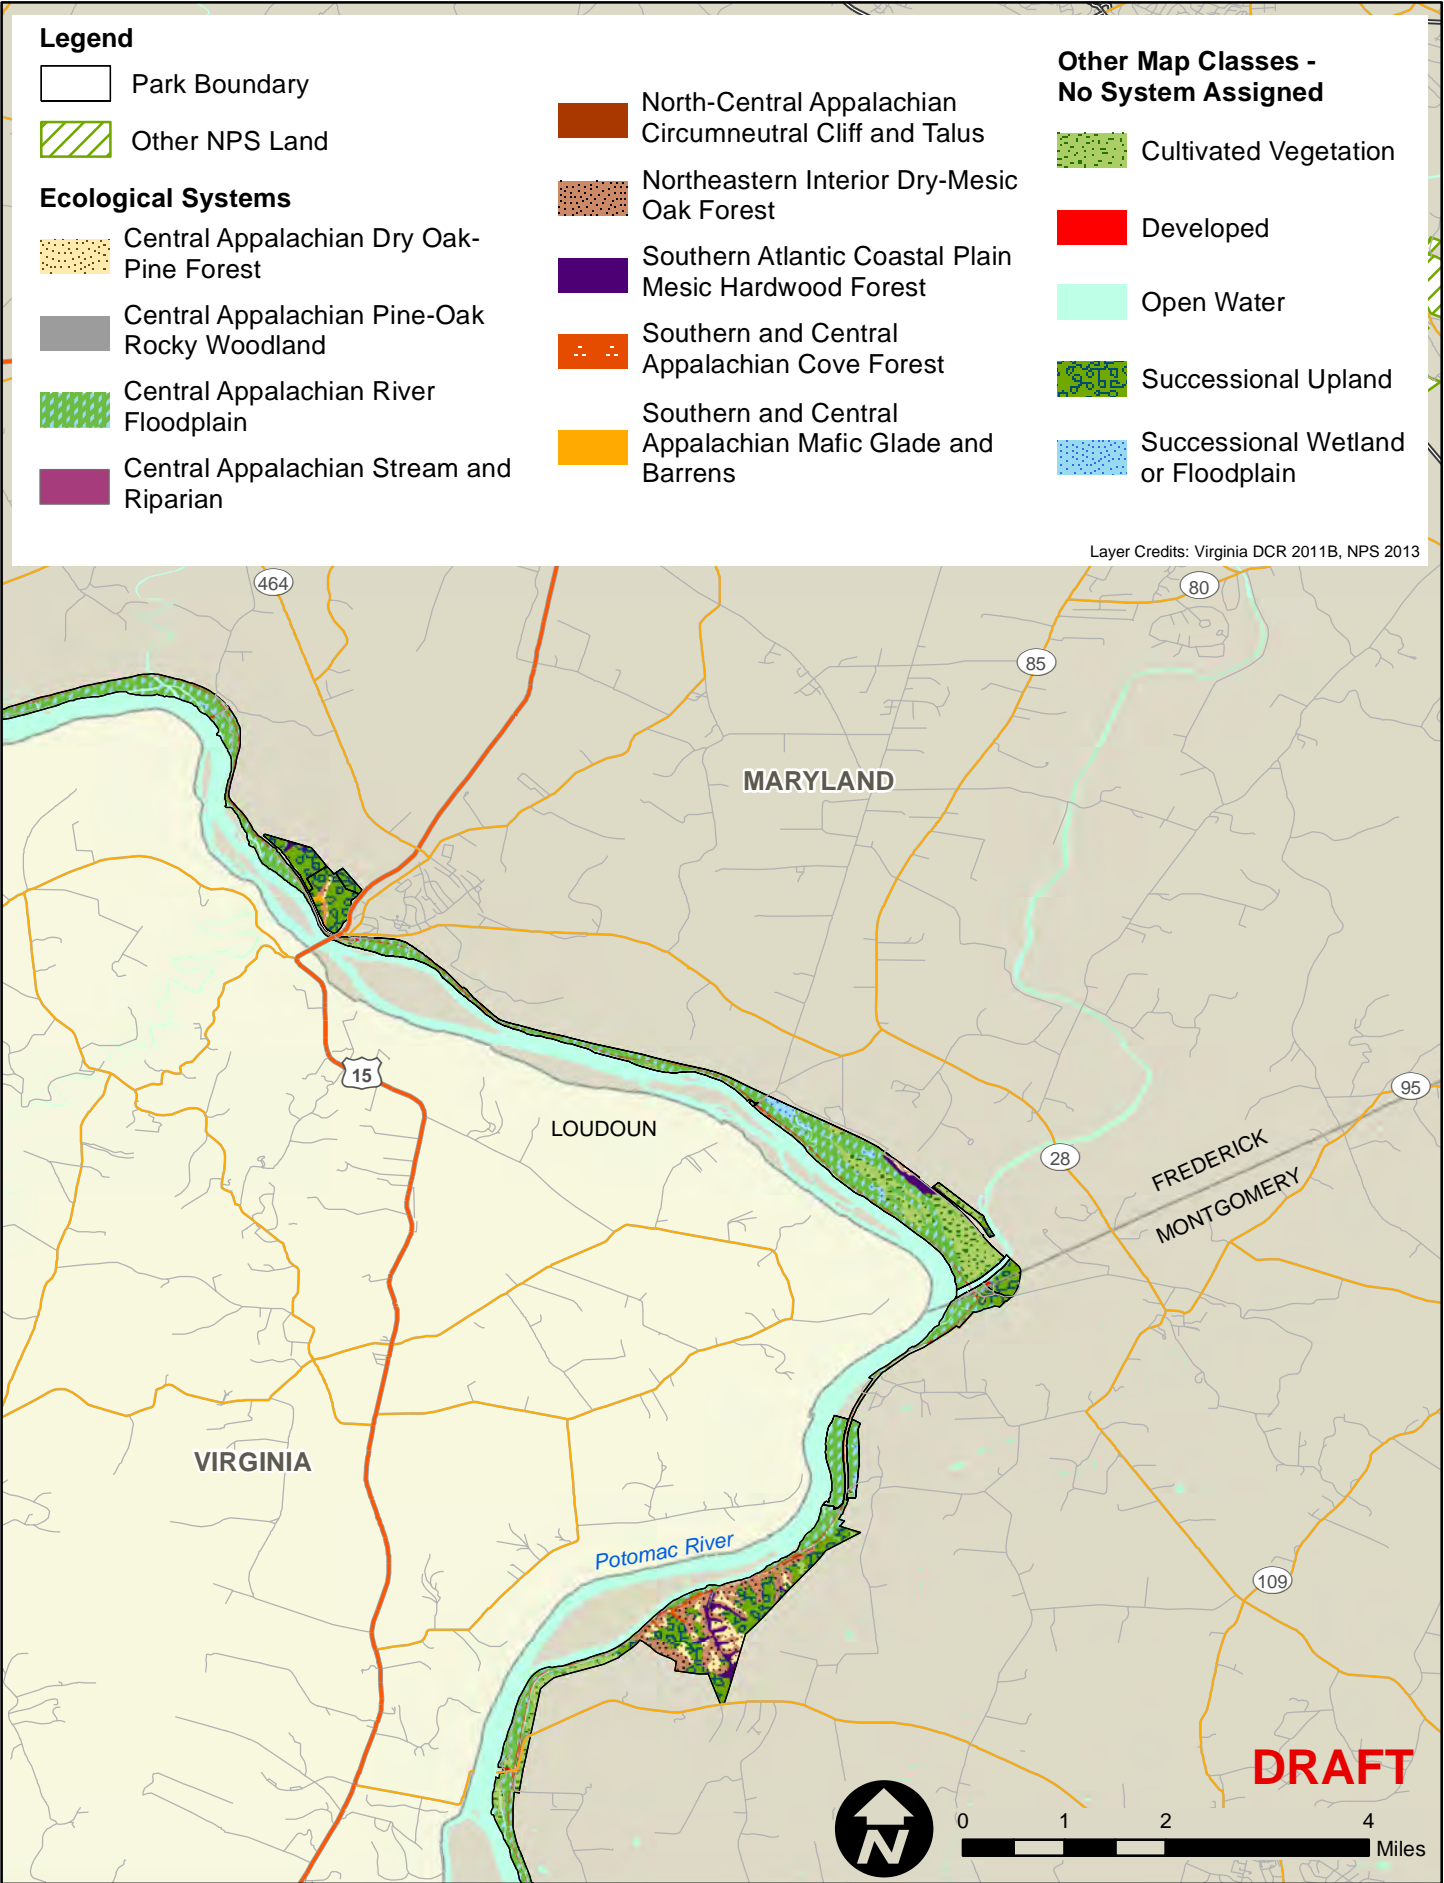 Legend
Park Boundary
Other NPS Land
Ecological Systems
Central Appalachian Dry Oak-
Pine Forest
Central Appalachian Pine-Oak
Rocky Woodland
Central Appalachian River
Floodplain
Central Appalachian Stream and
Riparian
North-Central Appalachian
Circumneutral Cliff and Talus
Northeastern Interior Dry-Mesic
Oak Forest
Southern Atlantic Coastal Plain
Mesic Hardwood Forest
Southern and Central
Appalachian Cove Forest
Southern and Central
Appalachian Mafic Glade and
Barrens
Other Map Classes -
No System Assigned
Cultivated Vegetation
Developed
Open Water
Successional Upland
Successional Wetland
or Floodplain
Layer Credits: Virginia DCR 2011B, NPS 2013
464
80
85
MARYLAND
15
95
LOUDOUN
28
FREDERICK
MONTGOMERY
VIRGINIA
Potomac River
109
DRAFT
N
0 1 2 4
Miles